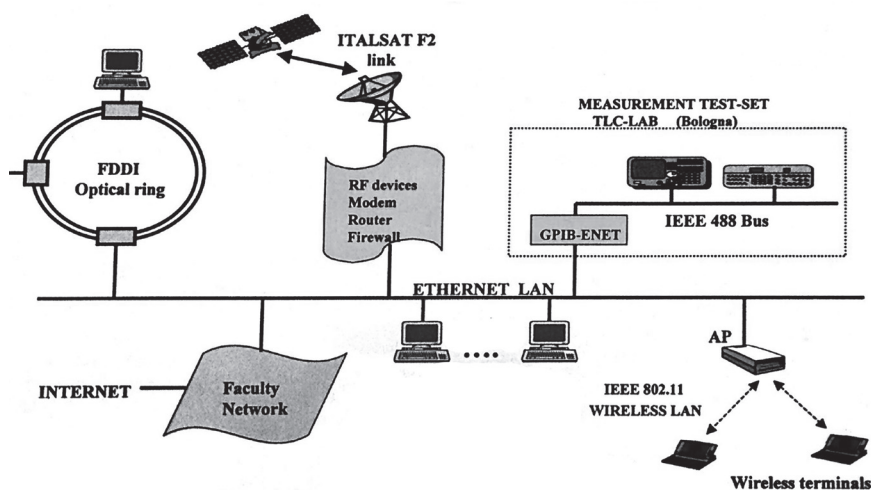 ITALSAT F2
link
MEASUREMENT TEST-SET
TLC-LAB (Bologna)
FDDI
Optical ring
RF devices
Modem
Router
Firewall
IEEE 488 Bus
GPIB-ENET
ETHERNET LAN
AP
INTERNET
Faculty
Network
IEEE 802.11
WIRELESS LAN
Wireless terminals